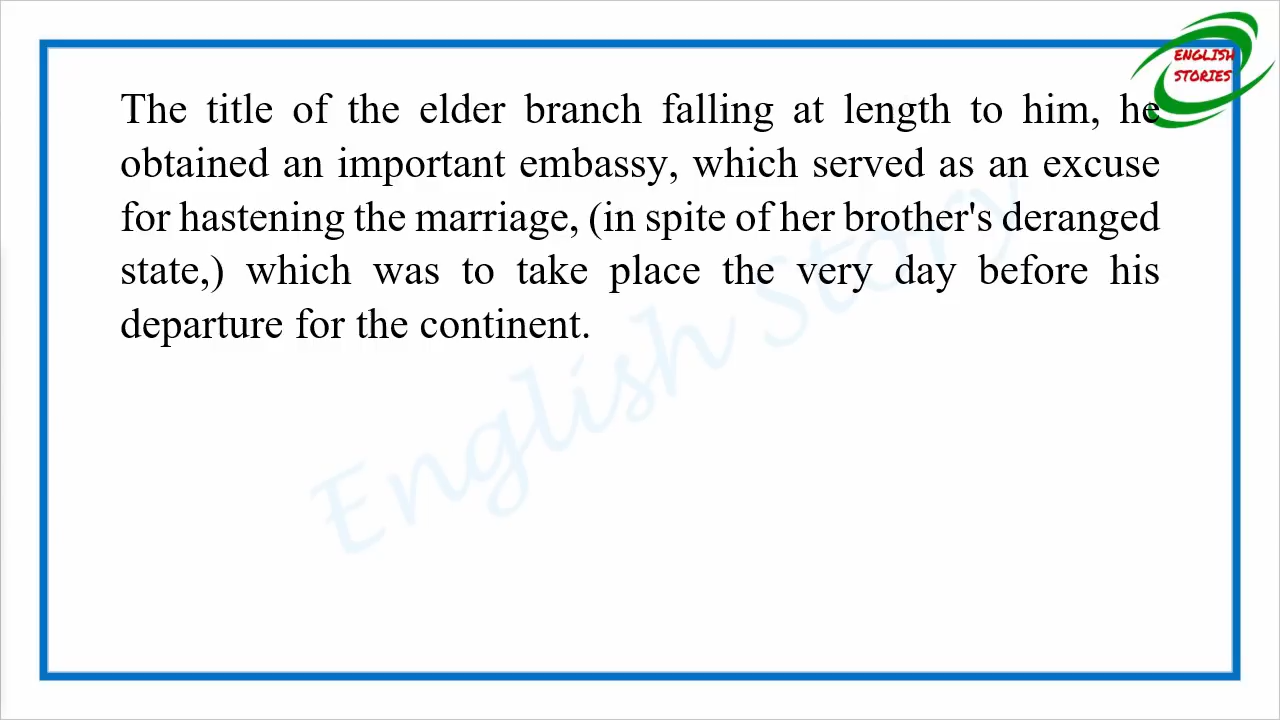 ENGLISH
STORIES
The title of the elder branch falling at length to him, he
obtained an important embassy, which served as an excuse
for hastening the marriage, (in spite of her brother's deranged
state,) which was to take place the very day before his
departure for the continent.
English Story